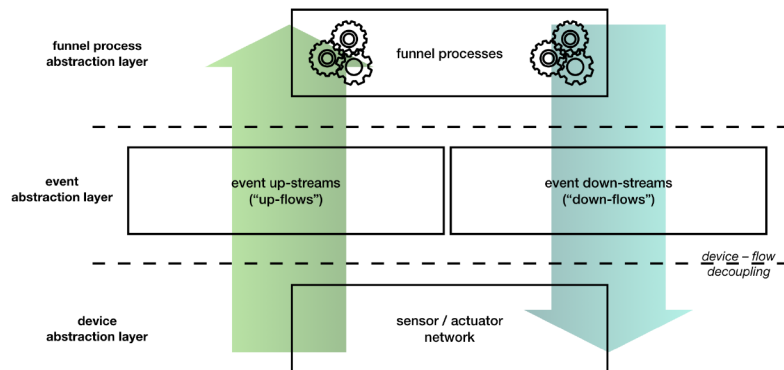 funnel process
abstraction layer
funnel processes
event
abstraction layer
event up-streams
(“up-flows”)
event down-streams
(“down-flows”)
device – flow
decoupling
device
abstraction layer
sensor / actuator
network